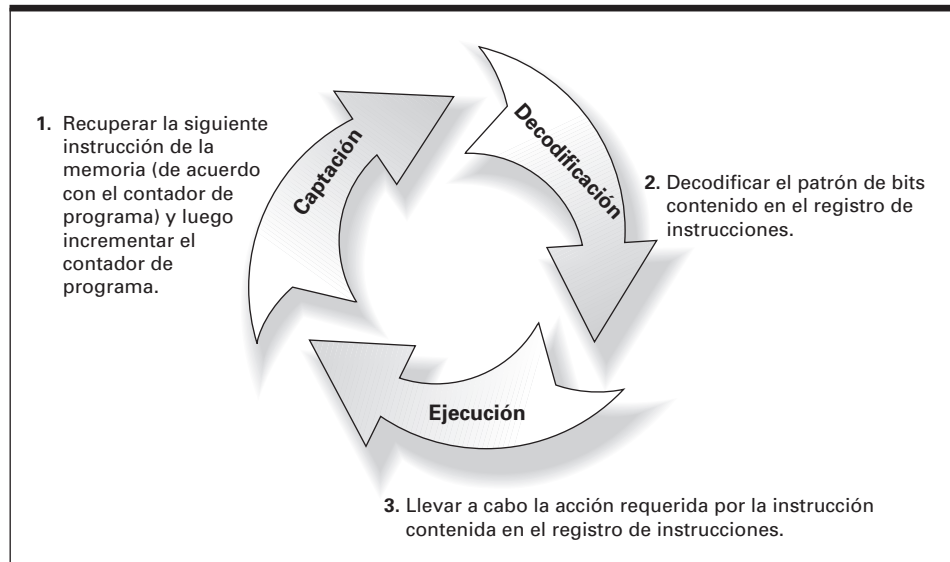 Captación
Decodificación
Ejecución
1. Recuperar la siguiente
instrucción de la
memoria (de acuerdo
con el contador de
programa) y luego
incrementar el
contador de
programa.
2. Decodificar el patrón de bits
contenido en el registro de
instrucciones.
3. Llevar a cabo la acción requerida por la instrucción
contenida en el registro de instrucciones.